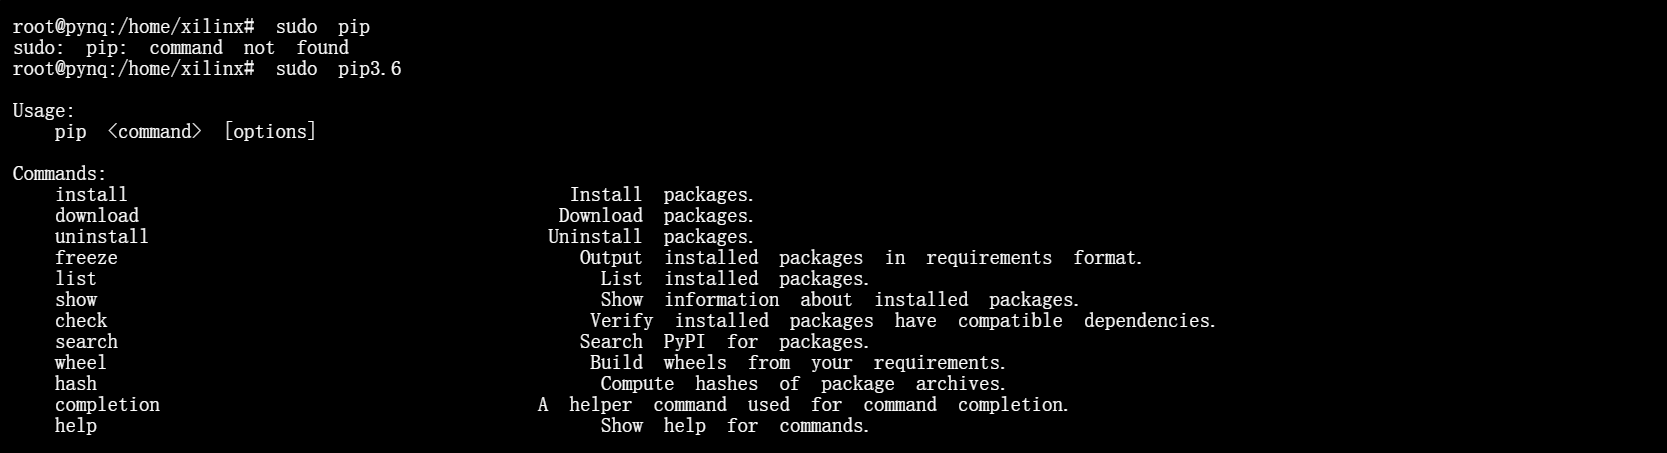 root@pynq:/home/xilinx# sudo pip
sudo: pip: command not found
root@pynq:/home/xilinx# sudo pip3.6
Usage:
pip <command> [options]
Commands:
install Install packages.
download Download packages.
uninstall Uninstall packages.
freeze Output installed packages in requirements format.
list List installed packages.
show Show information about installed packages.
check Verify installed packages have compatible dependencies.
search Search PyPI for packages.
wheel Build wheels from your requirements.
hash Compute hashes of package archives.
completion A helper command used for command completion.
help Show help for commands.